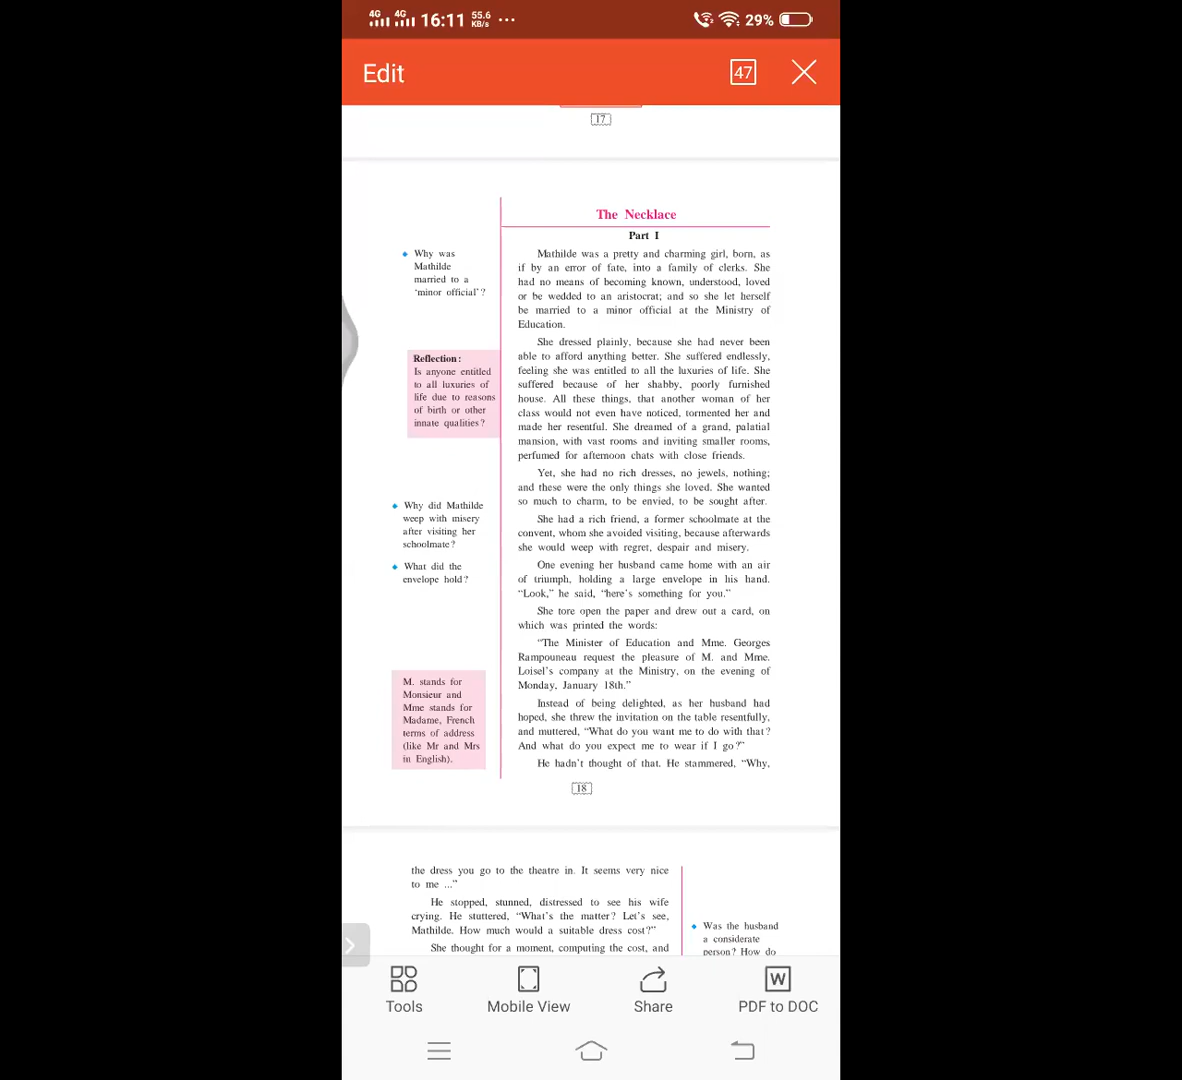 4G 4G 16:11 55.6 KB/s ... 29%
Edit 47
17
The Necklace
Part I
Why was
Mathilde
married to a
‘minor official’?
Mathilde was a pretty and charming girl, born, as
if by an error of fate, into a family of clerks. She
had no means of becoming known, understood, loved
or be wedded to an aristocrat; and so she let herself
be married to a minor official at the Ministry of
Education.
Reflection:
Is anyone entitled
to all luxuries of
life due to reasons
of birth or other
innate qualities?
She dressed plainly, because she had never been
able to afford anything better. She suffered endlessly,
feeling she was entitled to all the luxuries of life. She
suffered because of her shabby, poorly furnished
house. All these things, that another woman of her
class would not even have noticed, tormented her and
made her resentful. She dreamed of a grand, palatial
mansion, with vast rooms and inviting smaller rooms,
perfumed for afternoon chats with close friends.
Yet, she had no rich dresses, no jewels, nothing;
and these were the only things she loved. She wanted
so much to charm, to be envied, to be sought after.
Why did Mathilde
weep with misery
after visiting her
schoolmate?
She had a rich friend, a former schoolmate at the
convent, whom she avoided visiting, because afterwards
she would weep with regret, despair and misery.
What did the
envelope hold?
One evening her husband came home with an air
of triumph, holding a large envelope in his hand.
“Look,” he said, “here’s something for you.”
She tore open the paper and drew out a card, on
which was printed the words:
“The Minister of Education and Mme. Georges
Rampouneau request the pleasure of M. and Mme.
Loisel’s company at the Ministry, on the evening of
Monday, January 18th.”
M. stands for
Monsieur and
Mme stands for
Madame, French
terms of address
(like Mr and Mrs
in English).
Instead of being delighted, as her husband had
hoped, she threw the invitation on the table resentfully,
and muttered, “What do you want me to do with that?
And what do you expect me to wear if I go?”
He hadn’t thought of that. He stammered, “Why,
18
the dress you go to the theatre in. It seems very nice
to me ...”
He stopped, stunned, distressed to see his wife
crying. He stuttered, “What’s the matter? Let’s see,
Mathilde. How much would a suitable dress cost?”
She thought for a moment, computing the cost, and
Was the husband
a considerate
person? How do
Tools Mobile View Share PDF to DOC
W